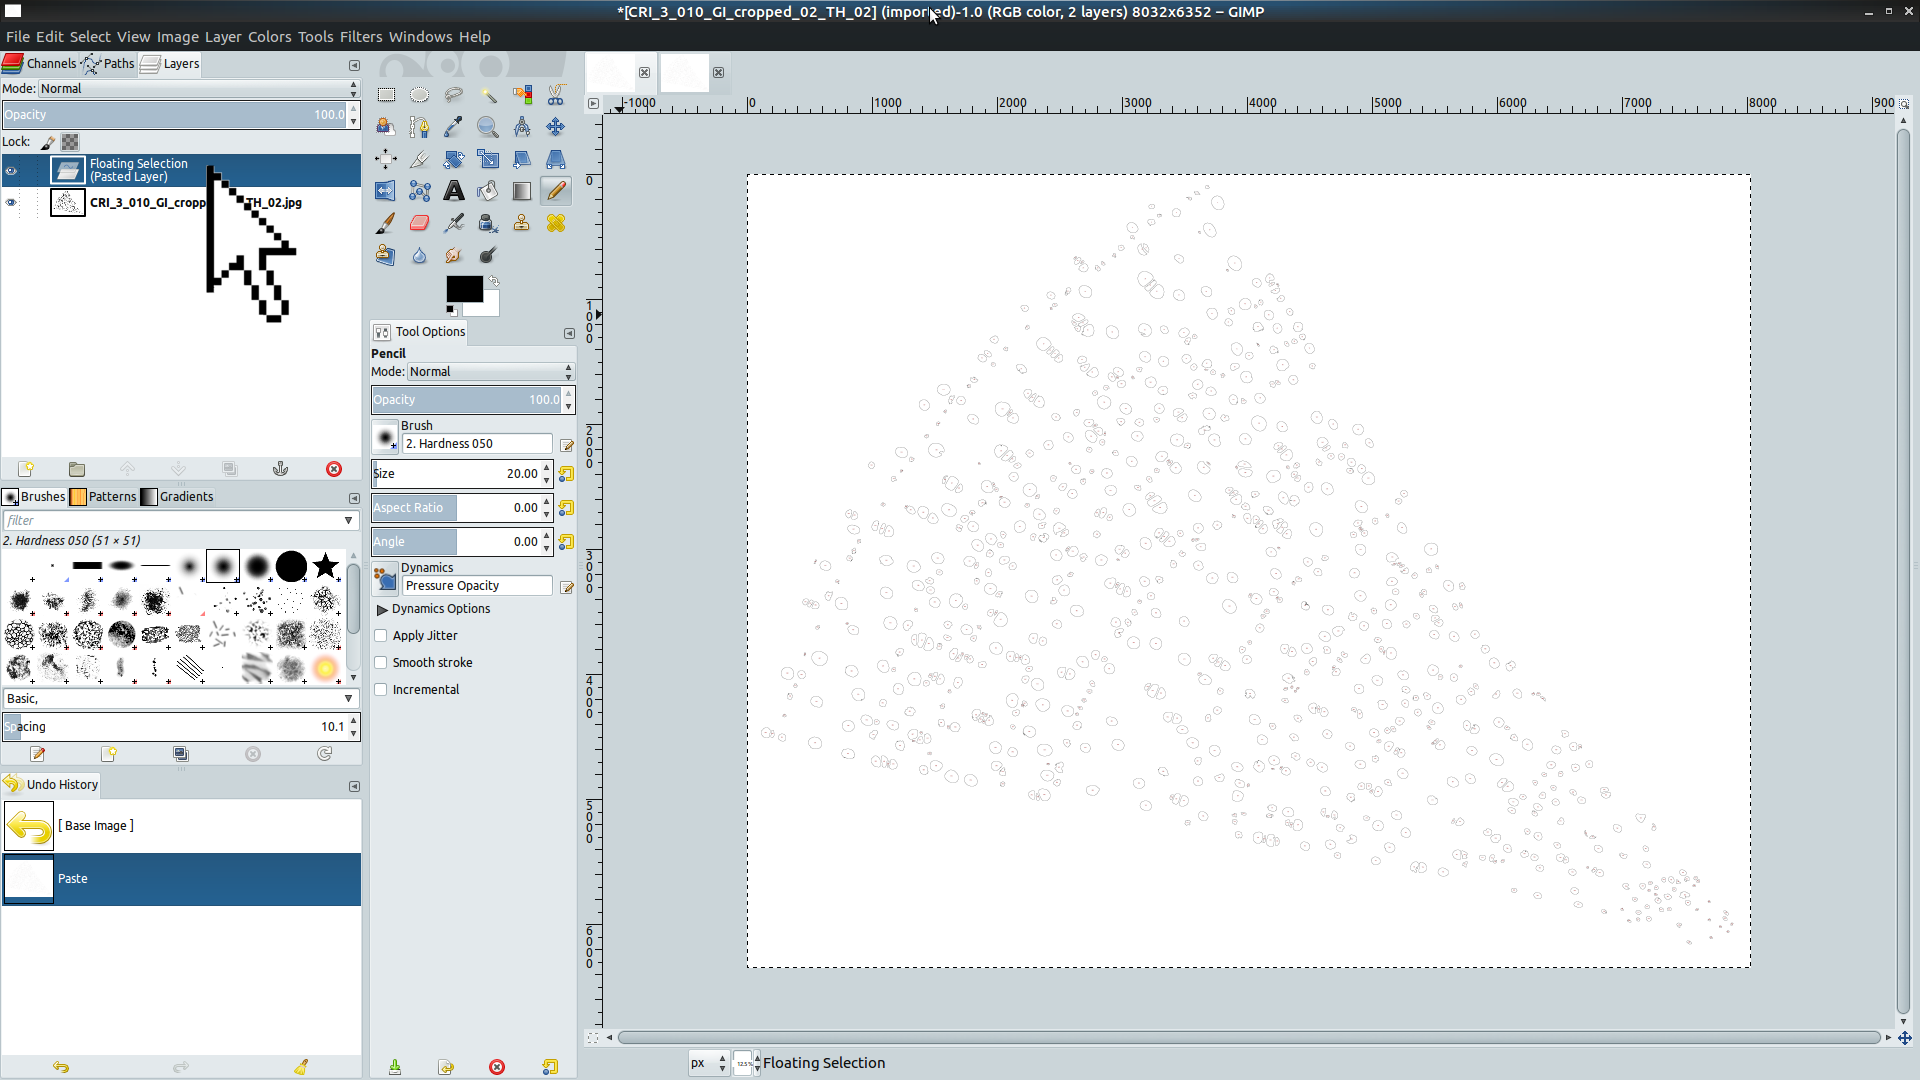 *[CRI_3_010_GI_cropped_02_TH_02] (imported)-1.0 (RGB color, 2 layers) 8032x6352 – GIMP
File Edit Select View Image Layer Colors Tools Filters Windows Help
Channels Paths Layers
Mode: Normal
Opacity 100.0
Lock:
Floating Selection
(Pasted Layer)
CRI_3_010_GI_cropp TH_02.jpg
Brushes Patterns Gradients
filter
2. Hardness 050 (51 × 51)
Basic,
Spacing 10.1
Undo History
[ Base Image ]
Paste
Tool Options
Pencil
Mode: Normal
Opacity 100.0
Brush
2. Hardness 050
Size 20.00
Aspect Ratio 0.00
Angle 0.00
Dynamics
Pressure Opacity
Dynamics Options
Apply Jitter
Smooth stroke
Incremental
-1000 0 1000 2000 3000 4000 5000 6000 7000 8000 900
0
1000
2000
3000
4000
5000
6000
px 12.5% Floating Selection